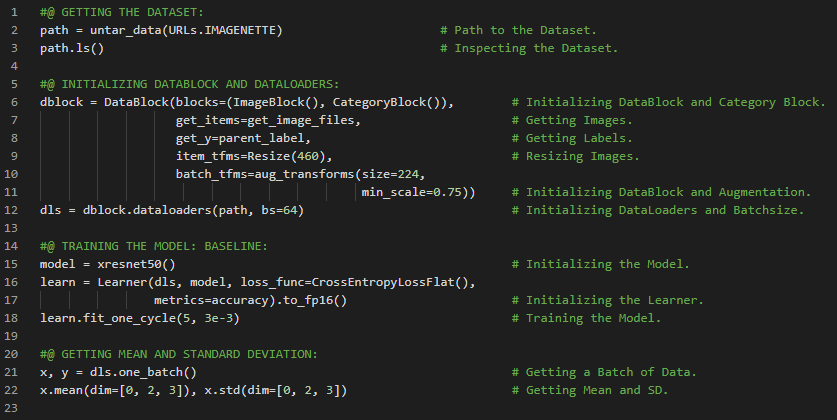 1 #@ GETTING THE DATASET:
2 path = untar_data(URLs.IMAGENETTE) # Path to the Dataset.
3 path.ls() # Inspecting the Dataset.
4
5 #@ INITIALIZING DATABLOCK AND DATALOADERS:
6 dblock = DataBlock(blocks=(ImageBlock(), CategoryBlock()), # Initializing DataBlock and Category Block.
7 get_items=get_image_files, # Getting Images.
8 get_y=parent_label, # Getting Labels.
9 item_tfms=Resize(460), # Resizing Images.
10 batch_tfms=aug_transforms(size=224,
11 min_scale=0.75)) # Initializing DataBlock and Augmentation.
12 dls = dblock.dataloaders(path, bs=64) # Initializing DataLoaders and Batchsize.
13
14 #@ TRAINING THE MODEL: BASELINE:
15 model = xresnet50() # Initializing the Model.
16 learn = Learner(dls, model, loss_func=CrossEntropyLossFlat(),
17 metrics=accuracy).to_fp16() # Initializing the Learner.
18 learn.fit_one_cycle(5, 3e-3) # Training the Model.
19
20 #@ GETTING MEAN AND STANDARD DEVIATION:
21 x, y = dls.one_batch() # Getting a Batch of Data.
22 x.mean(dim=[0, 2, 3]), x.std(dim=[0, 2, 3]) # Getting Mean and SD.
23